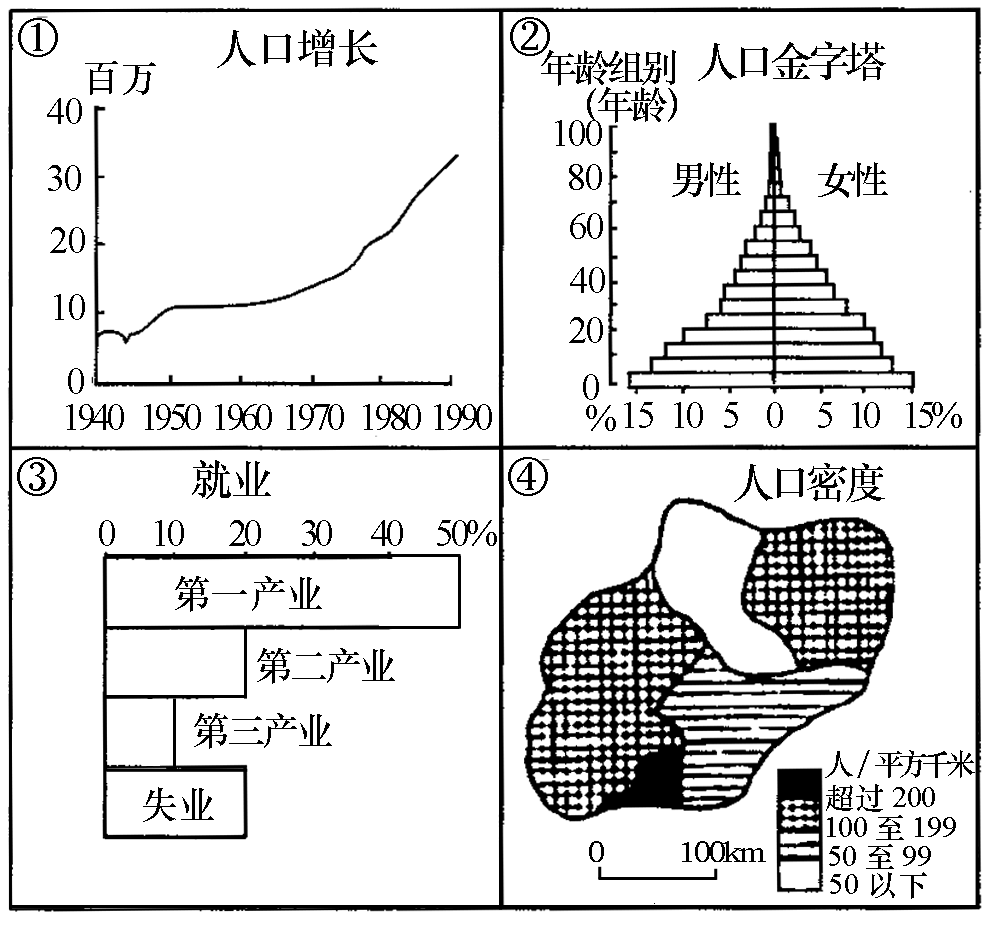 ① 人口增长
百万
40
30
20
10
0
1940 1950 1960 1970 1980 1990
② 人口金字塔
年龄组别
(年龄)
100
80
60
40
20
0
男性 女性
% 15 10 5 0 5 10 15%
③ 就业
0 10 20 30 40 50%
第一产业
第二产业
第三产业
失业
④ 人口密度
人/平方千米
超过 200
100 至 199
50 至 99
50 以下
0 100km